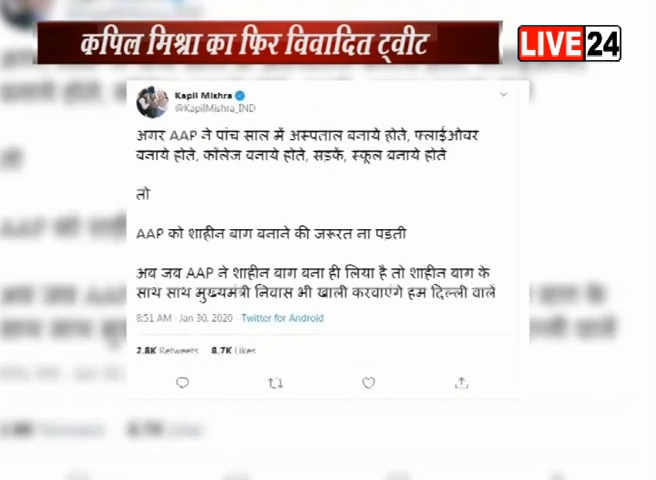 कपिल मिश्रा का फिर विवादित ट्वीट
LIVE 24
Kapil Mishra
@KapilMishra_IND
अगर AAP ने पांच साल में अस्पताल बनाये होते, फ्लाईओवर
बनाये होते, कॉलेज बनाये होते, सड़कें, स्कूल बनाये होते
तो
AAP को शाहीन बाग बनाने की जरूरत ना पड़ती
अब जब AAP ने शाहीन बाग बना ही लिया है तो शाहीन बाग के
साथ साथ मुख्यमंत्री निवास भी खाली करवाएंगे हम दिल्ली वालें
8:51 AM · Jan 30, 2020 · Twitter for Android
2.8K Retweets 8.7K Likes